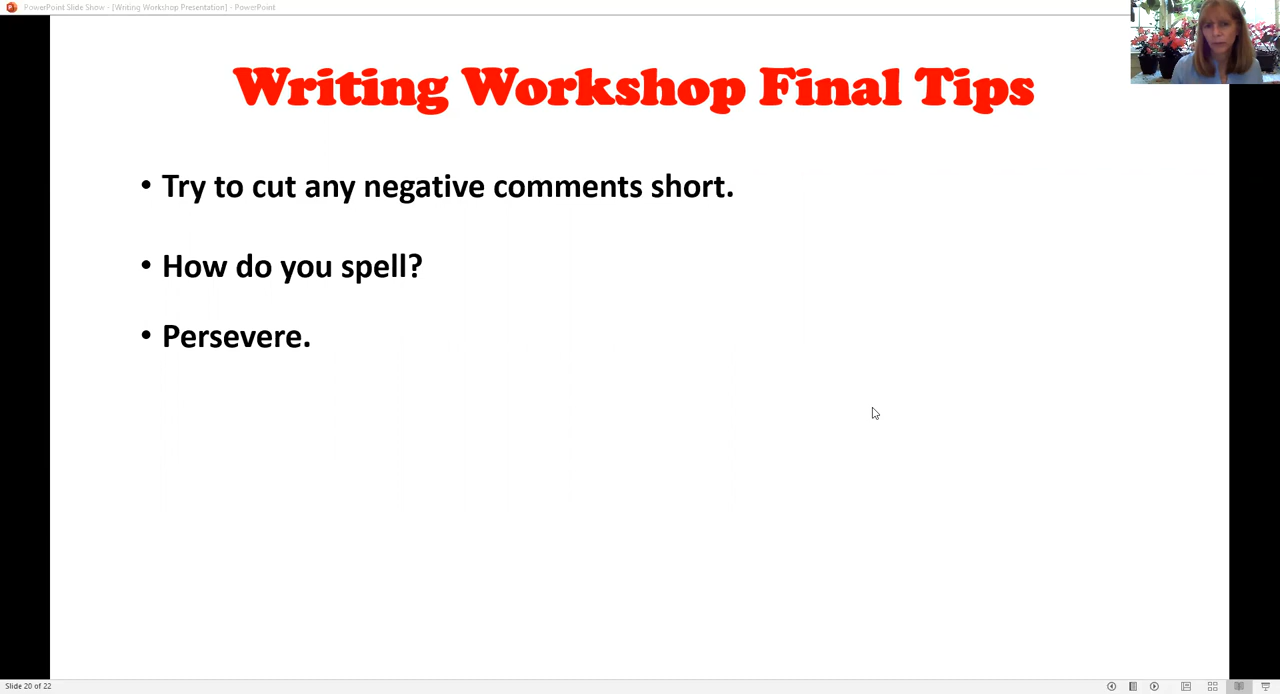 PowerPoint Slide Show - [Writing Workshop Presentation] - PowerPoint
Writing Workshop Final Tips
• Try to cut any negative comments short.
• How do you spell?
• Persevere.
Slide 20 of 22